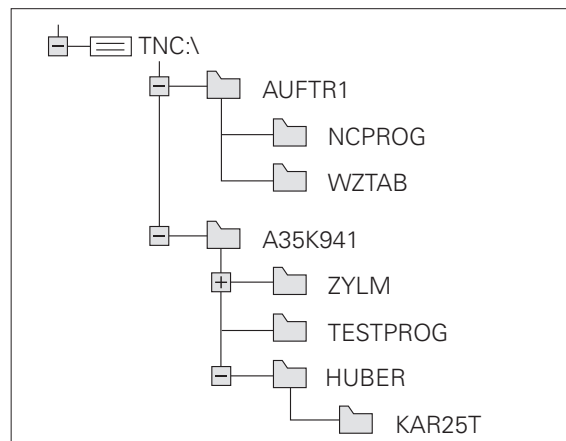 TNC:\
AUFTR1
NCPROG
WZTAB
A35K941
ZYLM
TESTPROG
HUBER
KAR25T